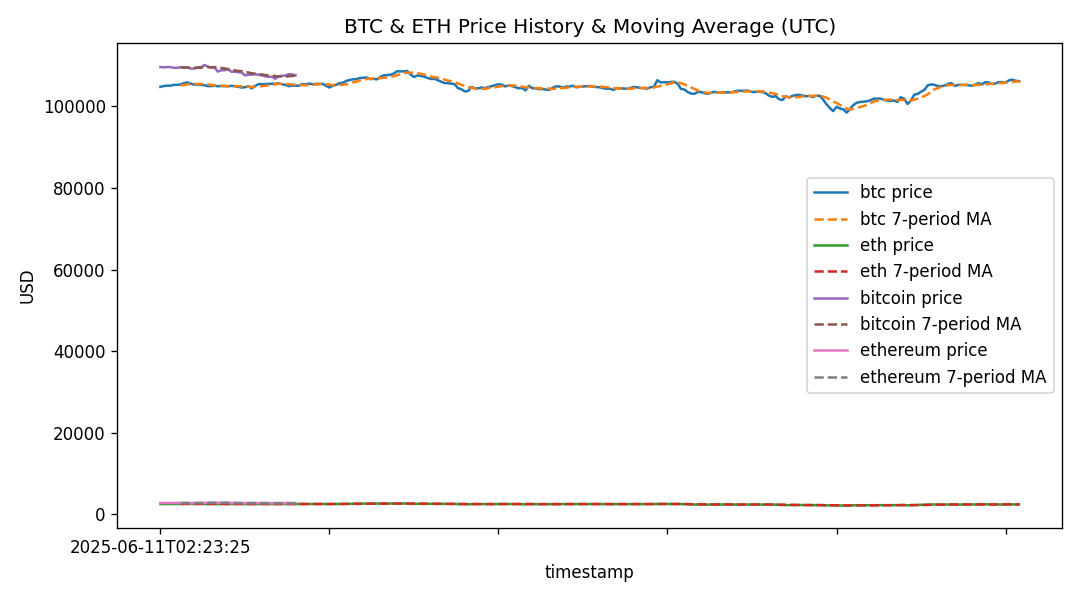 BTC & ETH Price History & Moving Average (UTC)
100000
80000
60000
40000
20000
0
USD
btc price
btc 7-period MA
eth price
eth 7-period MA
bitcoin price
bitcoin 7-period MA
ethereum price
ethereum 7-period MA
2025-06-11T02:23:25
timestamp